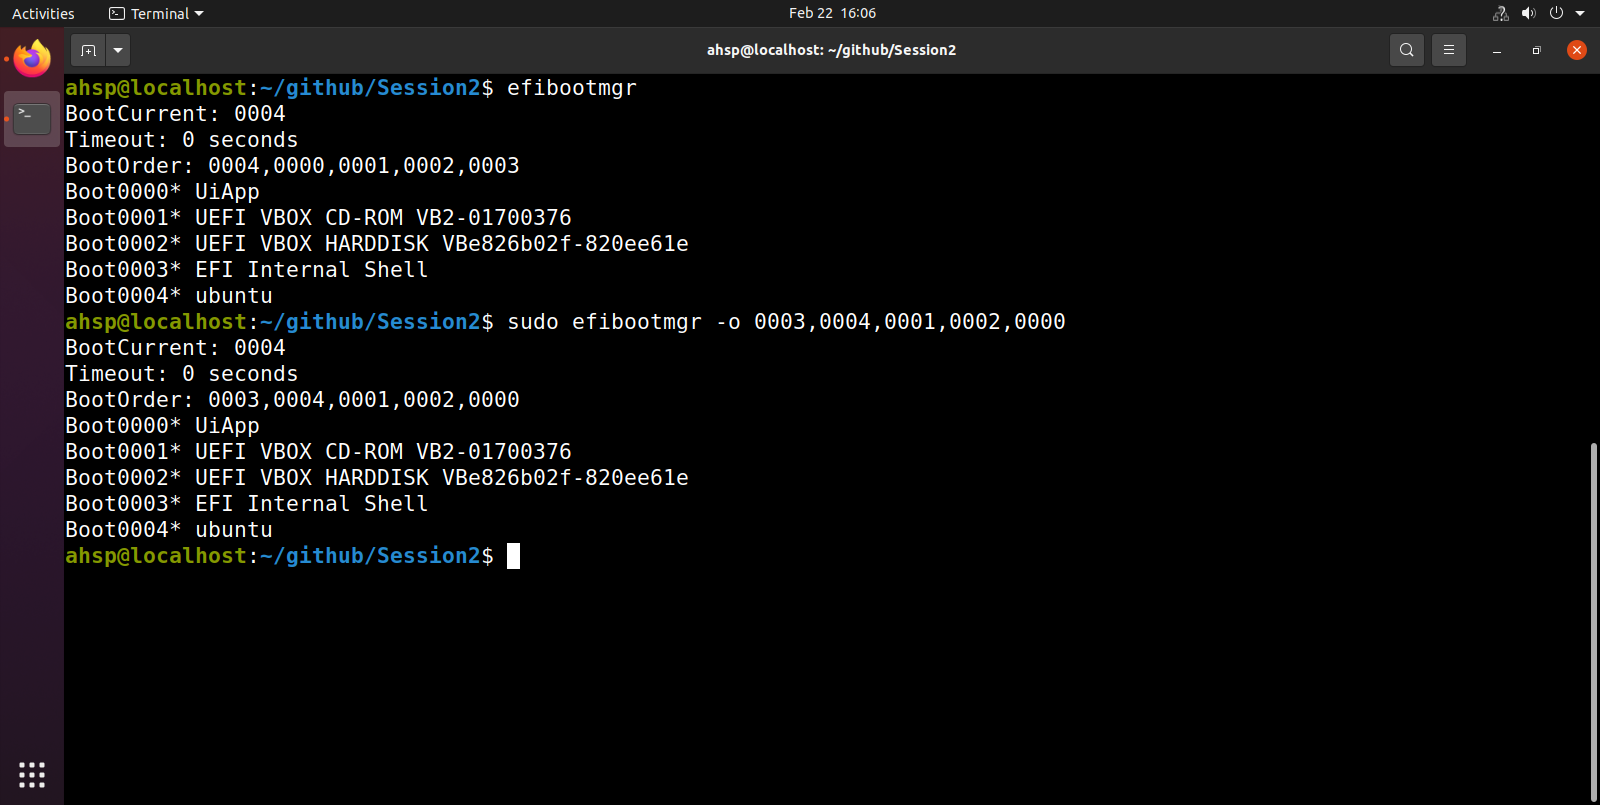 Activities
Terminal
Feb 22 16:06
ahsp@localhost: ~/github/Session2
ahsp@localhost:~/github/Session2$ efibootmgr
BootCurrent: 0004
Timeout: 0 seconds
BootOrder: 0004,0000,0001,0002,0003
Boot0000* UiApp
Boot0001* UEFI VBOX CD-ROM VB2-01700376
Boot0002* UEFI VBOX HARDDISK VBe826b02f-820ee61e
Boot0003* EFI Internal Shell
Boot0004* ubuntu
ahsp@localhost:~/github/Session2$ sudo efibootmgr -o 0003,0004,0001,0002,0000
BootCurrent: 0004
Timeout: 0 seconds
BootOrder: 0003,0004,0001,0002,0000
Boot0000* UiApp
Boot0001* UEFI VBOX CD-ROM VB2-01700376
Boot0002* UEFI VBOX HARDDISK VBe826b02f-820ee61e
Boot0003* EFI Internal Shell
Boot0004* ubuntu
ahsp@localhost:~/github/Session2$